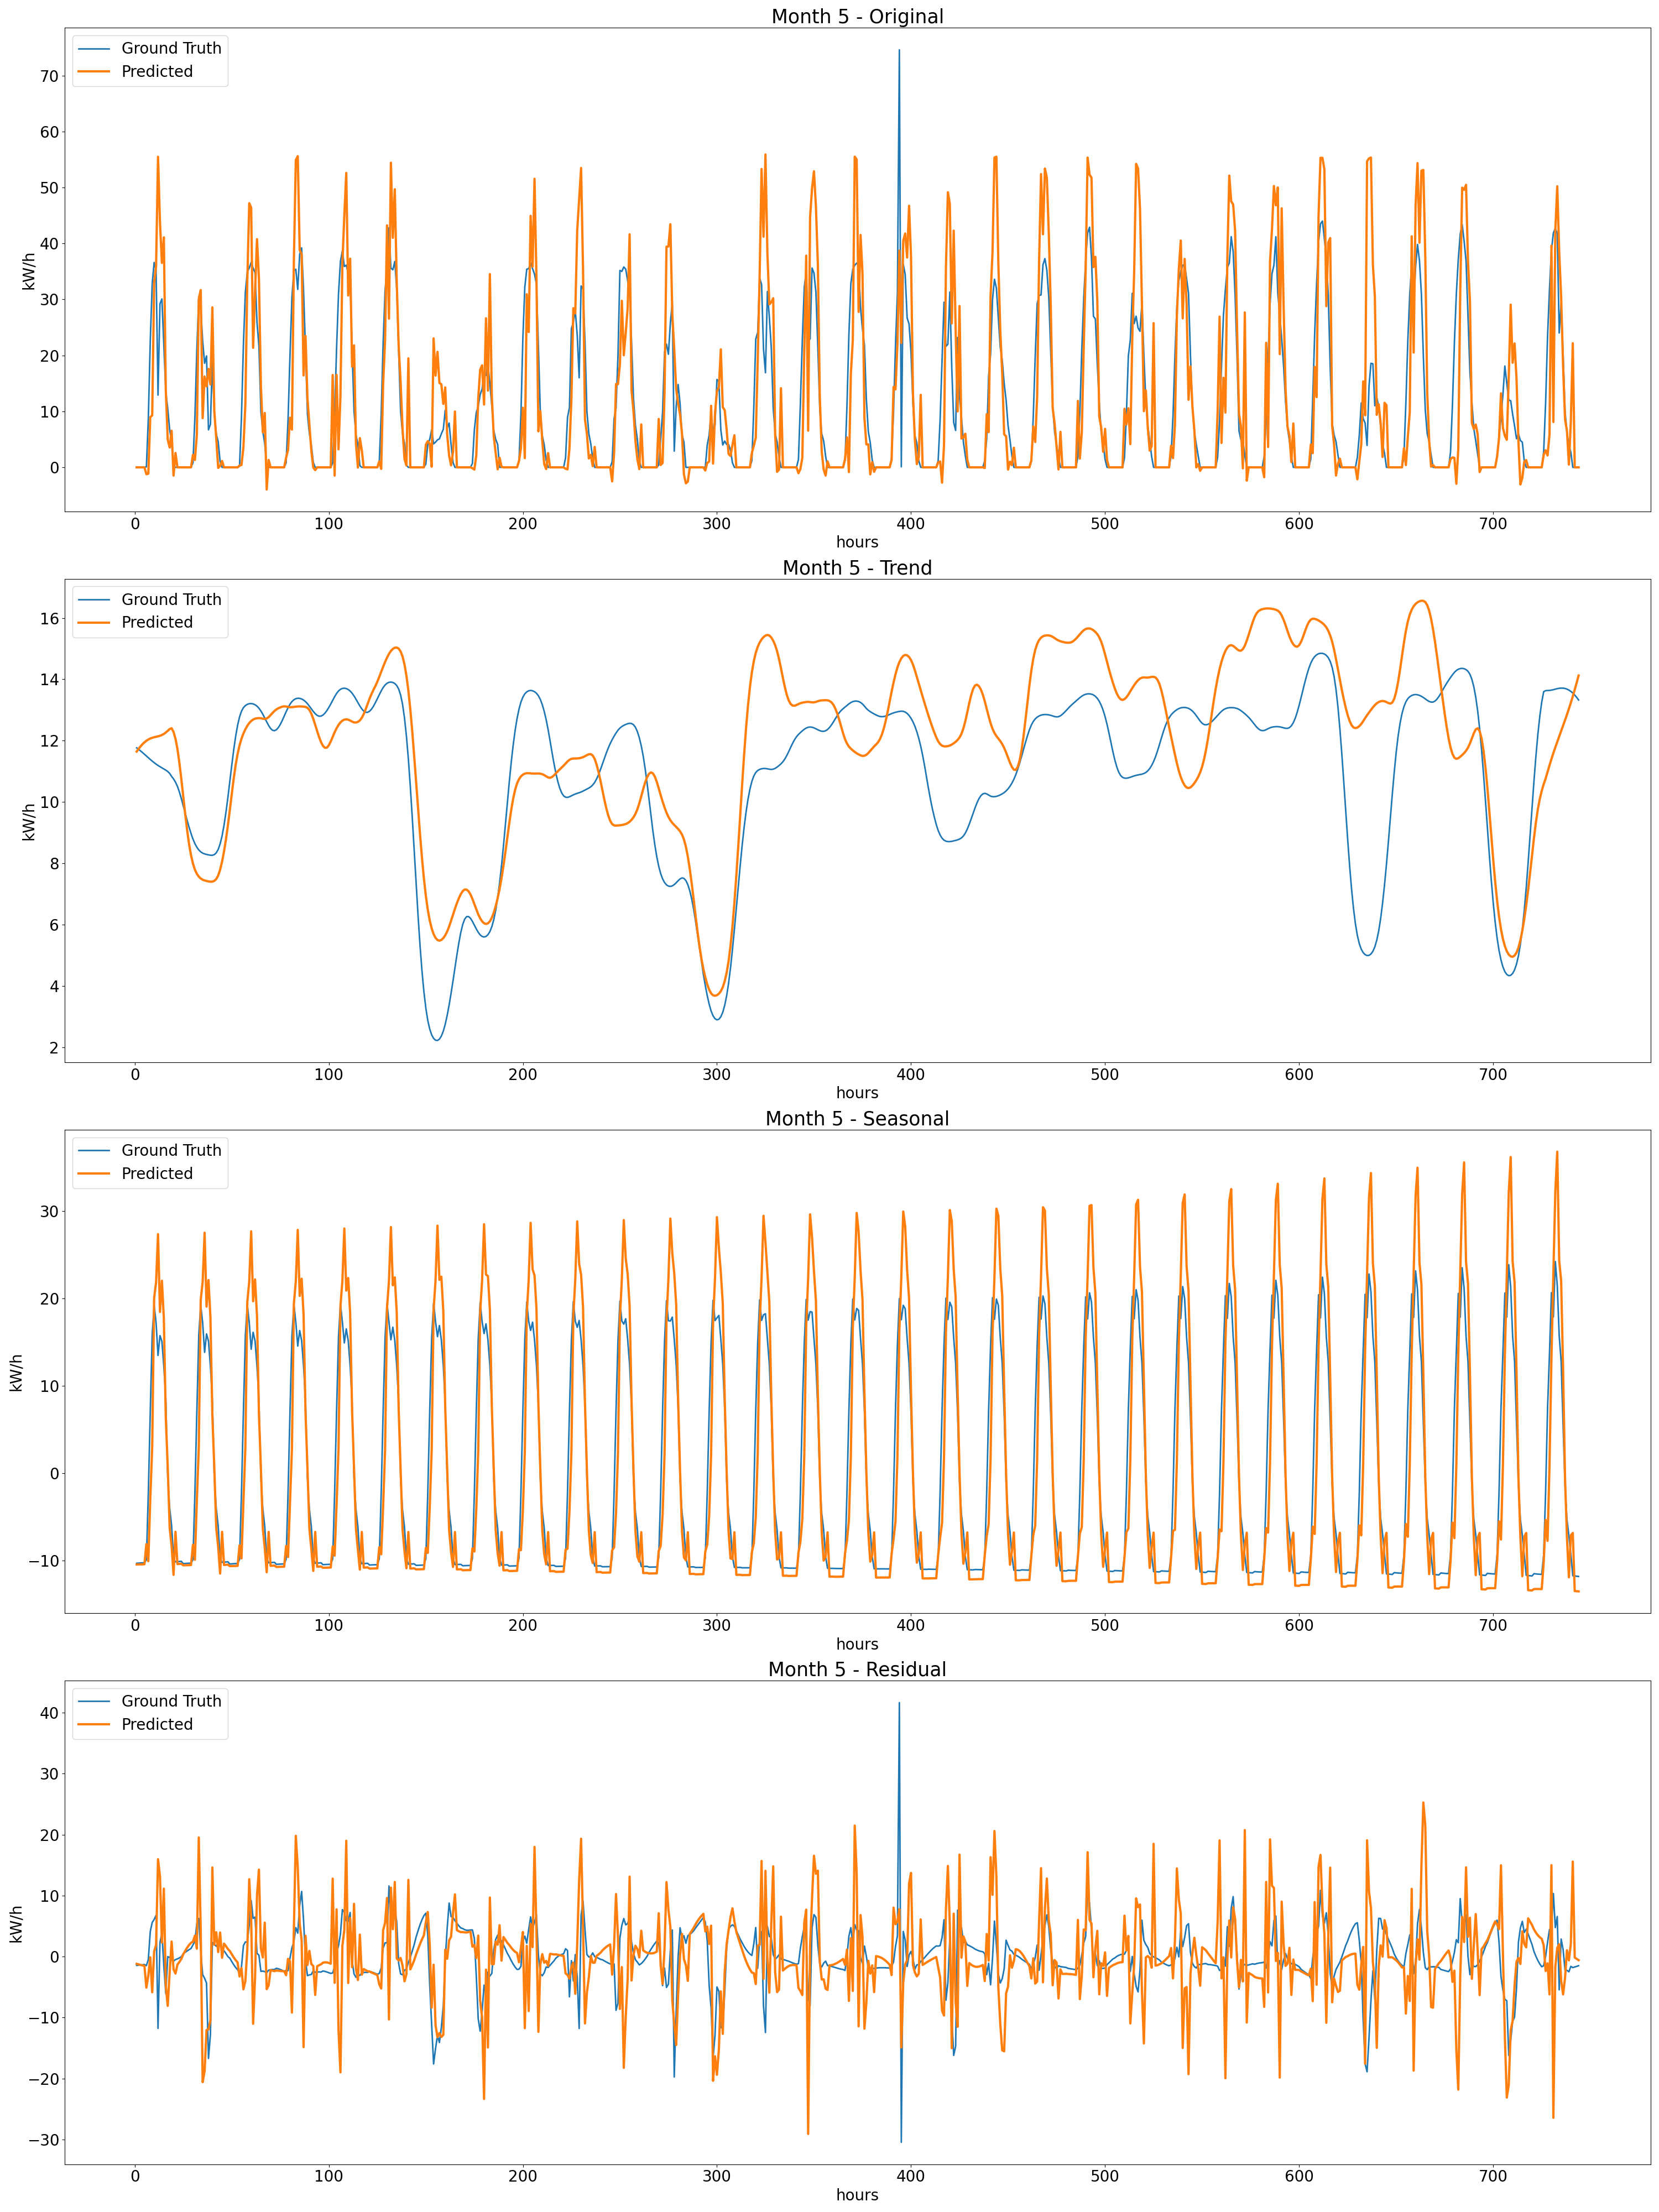 Month 5 - Original
Ground Truth
Predicted
kW/h
70
60
50
40
30
20
10
0
0 100 200 300 400 500 600 700
hours
Month 5 - Trend
Ground Truth
Predicted
kW/h
16
14
12
10
8
6
4
2
0 100 200 300 400 500 600 700
hours
Month 5 - Seasonal
Ground Truth
Predicted
kW/h
30
20
10
0
−10
0 100 200 300 400 500 600 700
hours
Month 5 - Residual
Ground Truth
Predicted
kW/h
40
30
20
10
0
−10
−20
−30
0 100 200 300 400 500 600 700
hours